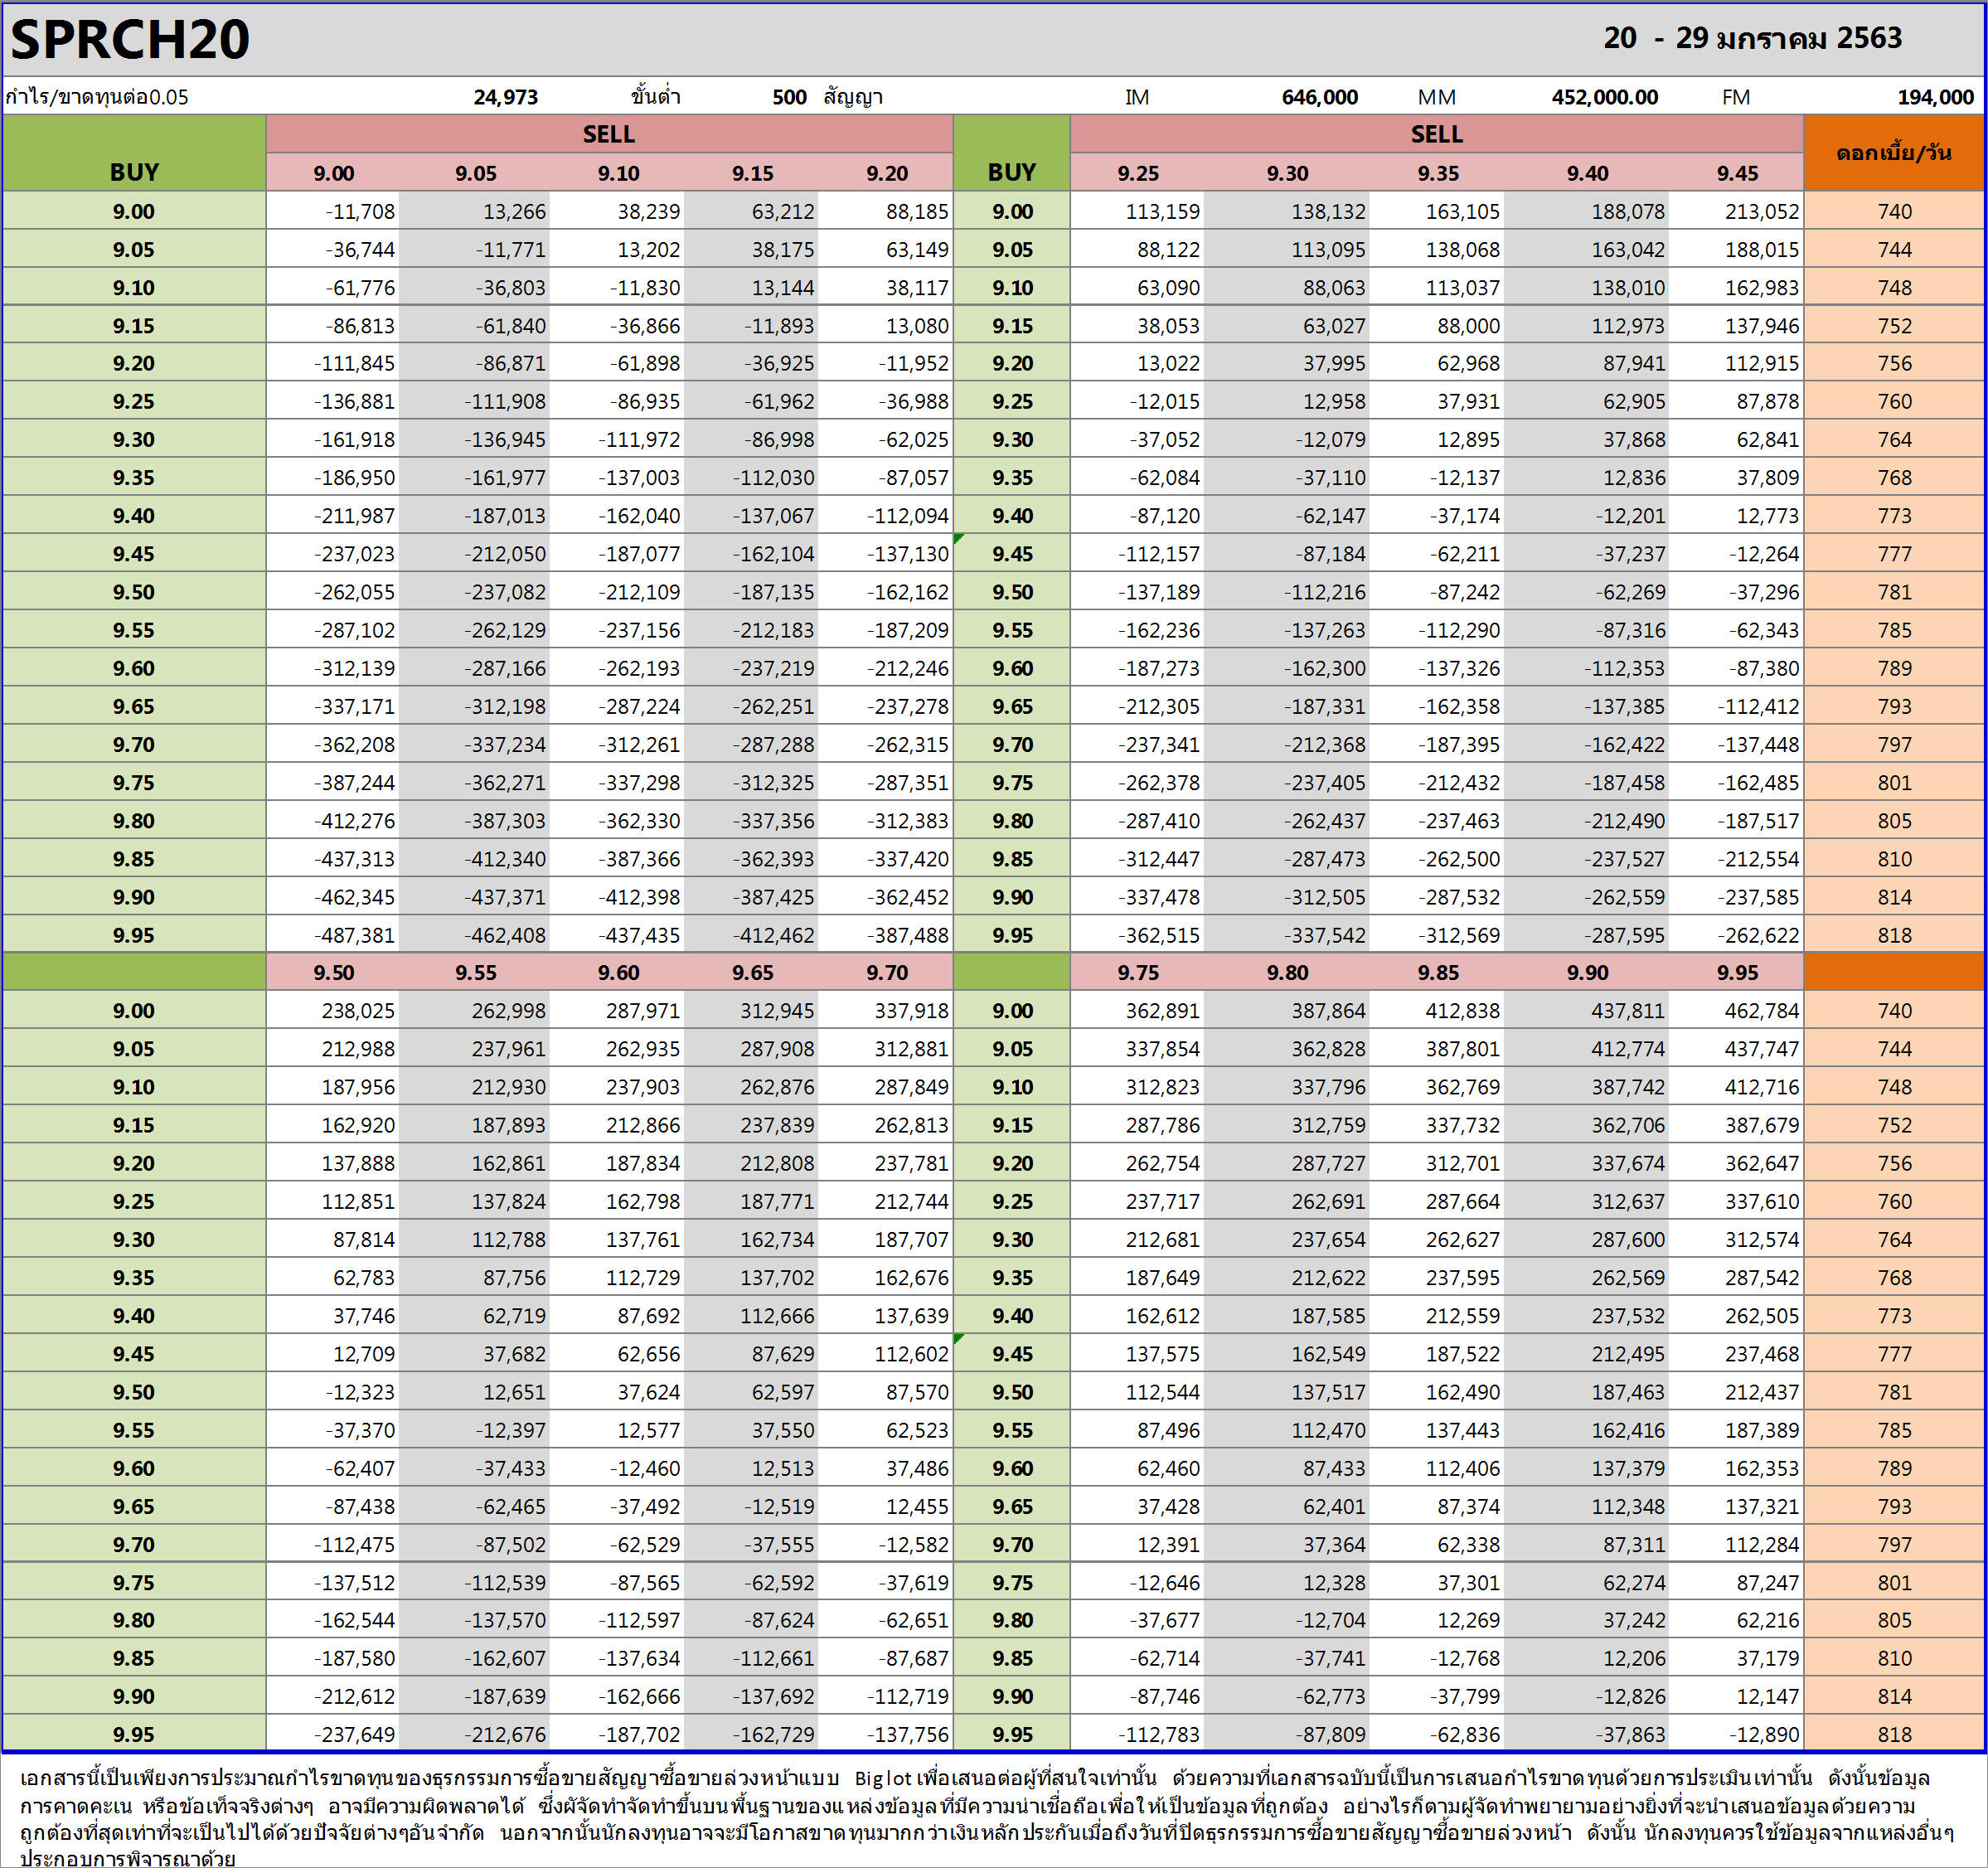 SPRCH20 20 - 29 มกราคม 2563
กำไร/ขาดทุนต่อ0.05 24,973 ขั้นต่ำ 500 สัญญา IM 646,000 MM 452,000.00 FM 194,000
SELL SELL
BUY 9.00 9.05 9.10 9.15 9.20 BUY 9.25 9.30 9.35 9.40 9.45 ดอกเบี้ย/วัน
9.00 -11,708 13,266 38,239 63,212 88,185 9.00 113,159 138,132 163,105 188,078 213,052 740
9.05 -36,744 -11,771 13,202 38,175 63,149 9.05 88,122 113,095 138,068 163,042 188,015 744
9.10 -61,776 -36,803 -11,830 13,144 38,117 9.10 63,090 88,063 113,037 138,010 162,983 748
9.15 -86,813 -61,840 -36,866 -11,893 13,080 9.15 38,053 63,027 88,000 112,973 137,946 752
9.20 -111,845 -86,871 -61,898 -36,925 -11,952 9.20 13,022 37,995 62,968 87,941 112,915 756
9.25 -136,881 -111,908 -86,935 -61,962 -36,988 9.25 -12,015 12,958 37,931 62,905 87,878 760
9.30 -161,918 -136,945 -111,972 -86,998 -62,025 9.30 -37,052 -12,079 12,895 37,868 62,841 764
9.35 -186,950 -161,977 -137,003 -112,030 -87,057 9.35 -62,084 -37,110 -12,137 12,836 37,809 768
9.40 -211,987 -187,013 -162,040 -137,067 -112,094 9.40 -87,120 -62,147 -37,174 -12,201 12,773 773
9.45 -237,023 -212,050 -187,077 -162,104 -137,130 9.45 -112,157 -87,184 -62,211 -37,237 -12,264 777
9.50 -262,055 -237,082 -212,109 -187,135 -162,162 9.50 -137,189 -112,216 -87,242 -62,269 -37,296 781
9.55 -287,102 -262,129 -237,156 -212,183 -187,209 9.55 -162,236 -137,263 -112,290 -87,316 -62,343 785
9.60 -312,139 -287,166 -262,193 -237,219 -212,246 9.60 -187,273 -162,300 -137,326 -112,353 -87,380 789
9.65 -337,171 -312,198 -287,224 -262,251 -237,278 9.65 -212,305 -187,331 -162,358 -137,385 -112,412 793
9.70 -362,208 -337,234 -312,261 -287,288 -262,315 9.70 -237,341 -212,368 -187,395 -162,422 -137,448 797
9.75 -387,244 -362,271 -337,298 -312,325 -287,351 9.75 -262,378 -237,405 -212,432 -187,458 -162,485 801
9.80 -412,276 -387,303 -362,330 -337,356 -312,383 9.80 -287,410 -262,437 -237,463 -212,490 -187,517 805
9.85 -437,313 -412,340 -387,366 -362,393 -337,420 9.85 -312,447 -287,473 -262,500 -237,527 -212,554 810
9.90 -462,345 -437,371 -412,398 -387,425 -362,452 9.90 -337,478 -312,505 -287,532 -262,559 -237,585 814
9.95 -487,381 -462,408 -437,435 -412,462 -387,488 9.95 -362,515 -337,542 -312,569 -287,595 -262,622 818
9.50 9.55 9.60 9.65 9.70 9.75 9.80 9.85 9.90 9.95
9.00 238,025 262,998 287,971 312,945 337,918 9.00 362,891 387,864 412,838 437,811 462,784 740
9.05 212,988 237,961 262,935 287,908 312,881 9.05 337,854 362,828 387,801 412,774 437,747 744
9.10 187,956 212,930 237,903 262,876 287,849 9.10 312,823 337,796 362,769 387,742 412,716 748
9.15 162,920 187,893 212,866 237,839 262,813 9.15 287,786 312,759 337,732 362,706 387,679 752
9.20 137,888 162,861 187,834 212,808 237,781 9.20 262,754 287,727 312,701 337,674 362,647 756
9.25 112,851 137,824 162,798 187,771 212,744 9.25 237,717 262,691 287,664 312,637 337,610 760
9.30 87,814 112,788 137,761 162,734 187,707 9.30 212,681 237,654 262,627 287,600 312,574 764
9.35 62,783 87,756 112,729 137,702 162,676 9.35 187,649 212,622 237,595 262,569 287,542 768
9.40 37,746 62,719 87,692 112,666 137,639 9.40 162,612 187,585 212,559 237,532 262,505 773
9.45 12,709 37,682 62,656 87,629 112,602 9.45 137,575 162,549 187,522 212,495 237,468 777
9.50 -12,323 12,651 37,624 62,597 87,570 9.50 112,544 137,517 162,490 187,463 212,437 781
9.55 -37,370 -12,397 12,577 37,550 62,523 9.55 87,496 112,470 137,443 162,416 187,389 785
9.60 -62,407 -37,433 -12,460 12,513 37,486 9.60 62,460 87,433 112,406 137,379 162,353 789
9.65 -87,438 -62,465 -37,492 -12,519 12,455 9.65 37,428 62,401 87,374 112,348 137,321 793
9.70 -112,475 -87,502 -62,529 -37,555 -12,582 9.70 12,391 37,364 62,338 87,311 112,284 797
9.75 -137,512 -112,539 -87,565 -62,592 -37,619 9.75 -12,646 12,328 37,301 62,274 87,247 801
9.80 -162,544 -137,570 -112,597 -87,624 -62,651 9.80 -37,677 -12,704 12,269 37,242 62,216 805
9.85 -187,580 -162,607 -137,634 -112,661 -87,687 9.85 -62,714 -37,741 -12,768 12,206 37,179 810
9.90 -212,612 -187,639 -162,666 -137,692 -112,719 9.90 -87,746 -62,773 -37,799 -12,826 12,147 814
9.95 -237,649 -212,676 -187,702 -162,729 -137,756 9.95 -112,783 -87,809 -62,836 -37,863 -12,890 818
เอกสารนี้เป็นเพียงการประมาณกำไรขาดทุนของธุรกรรมการซื้อขายสัญญาซื้อขายล่วงหน้าแบบ Biglot เพื่อเสนอต่อผู้ที่สนใจเท่านั้น ด้วยความที่เอกสารฉบับนี้เป็นการเสนอกำไรขาดทุนด้วยการประเมินเท่านั้น ดังนั้นข้อมูล
การคาดคะเน หรือข้อเท็จจริงต่างๆ อาจมีความผิดพลาดได้ ซึ่งผัจัดทำจัดทำขึ้นบนพื้นฐานของแหล่งข้อมูลที่มีความน่าเชื่อถือเพื่อให้เป็นข้อมูลที่ถูกต้อง อย่างไรก็ตามผู้จัดทำพยายามอย่างยิ่งที่จะนำเสนอข้อมูลด้วยความ
ถูกต้องที่สุดเท่าที่จะเป็นไปได้ด้วยปัจจัยต่างๆอันจำกัด นอกจากนั้นนักลงทุนอาจจะมีโอกาสขาดทุนมากกว่าเงินหลักประกันเมื่อถึงวันที่ปิดธุรกรรมการซื้อขายสัญญาซื้อขายล่วงหน้า ดังนั้น นักลงทุนควรใช้ข้อมูลจากแหล่งอื่นๆ
ประกอบการพิจารณาด้วย